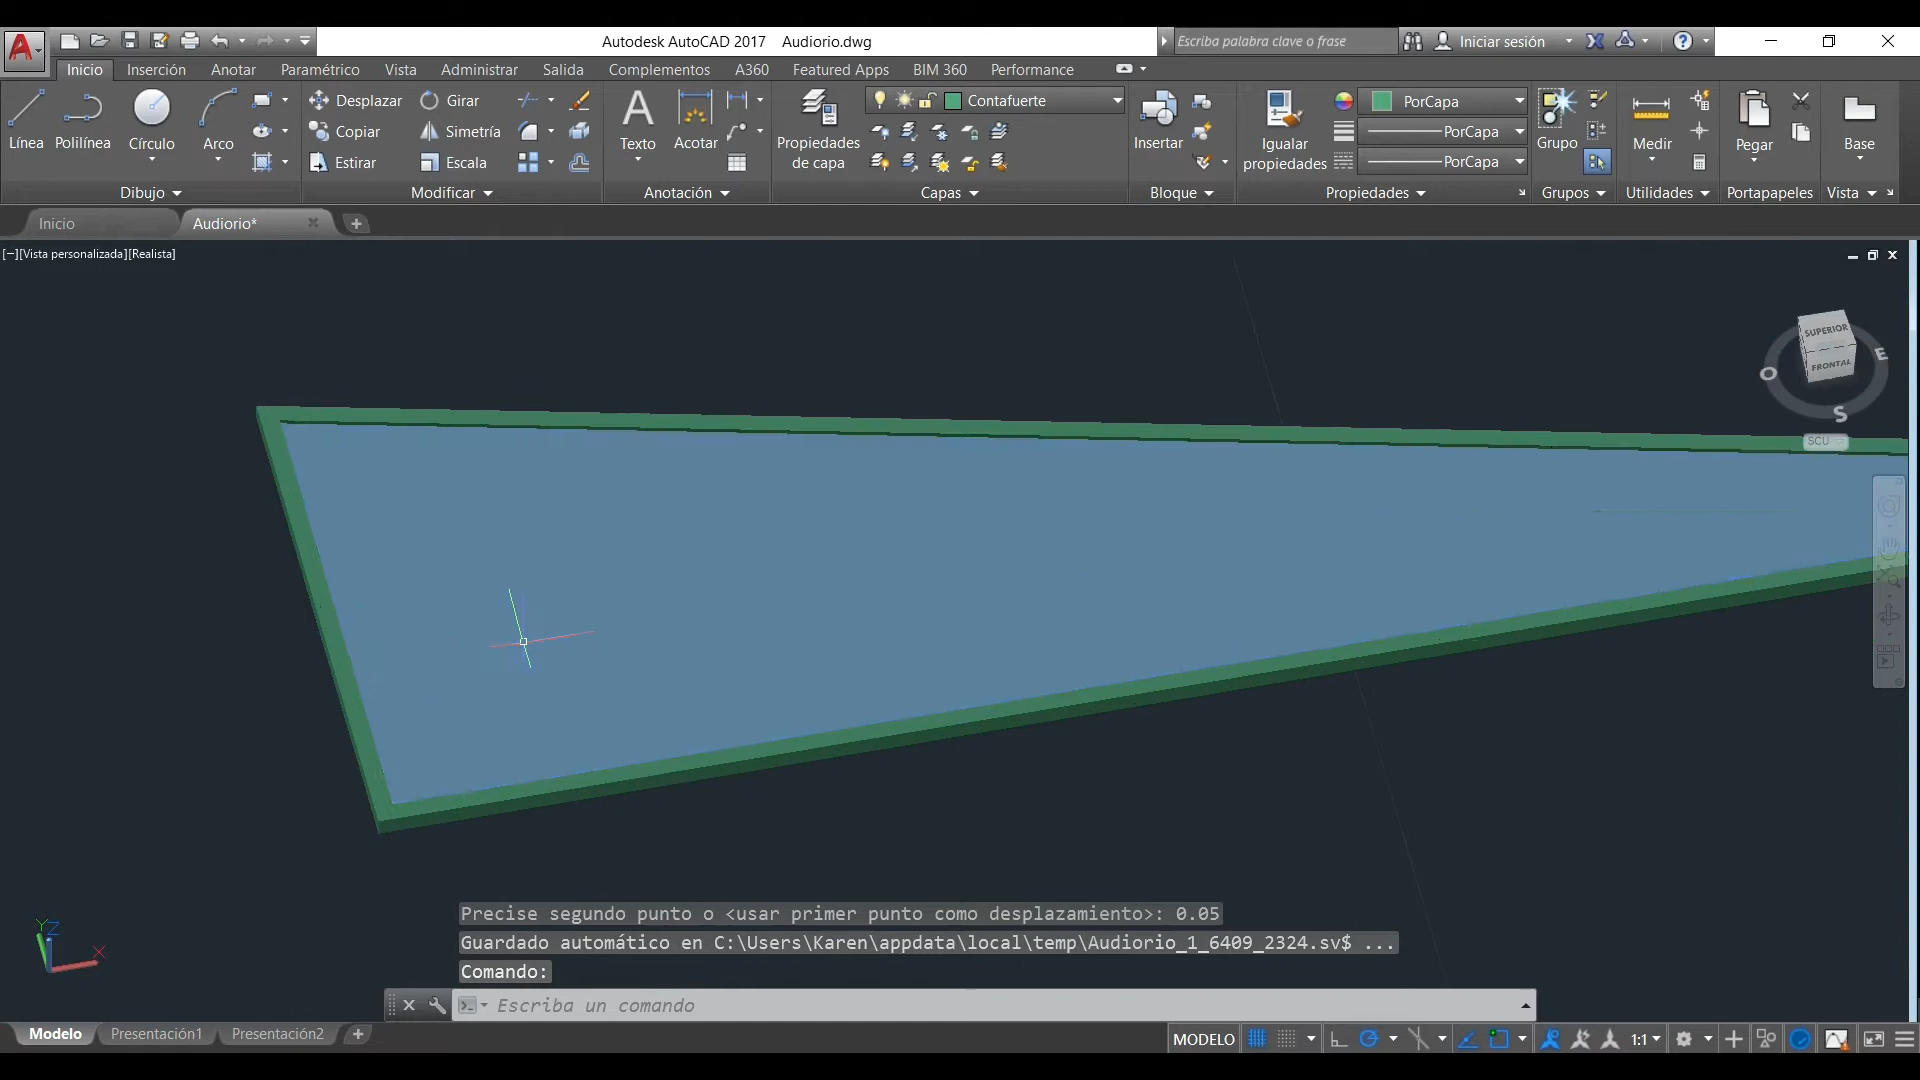 Autodesk AutoCAD 2017 Audiorio.dwg
Escriba palabra clave o frase
Iniciar sesión
Inicio Inserción Anotar Paramétrico Vista Administrar Salida Complementos A360 Featured Apps BIM 360 Performance
Línea Polilínea Círculo Arco
Desplazar Girar
Copiar Simetría
Estirar Escala
Texto Acotar
Propiedades de capa
Contafuerte
Insertar
Igualar propiedades
PorCapa
PorCapa
PorCapa
Grupo
Medir
Pegar
Base
Dibujo Modificar Anotación Capas Bloque Propiedades Grupos Utilidades Portapapeles Vista
Inicio Audiorio*
[−][Vista personalizada][Realista]
SUPERIOR
FRONTAL
O E S
SCU
Y Z X
Precise segundo punto o <usar primer punto como desplazamiento>: 0.05
Guardado automático en C:\Users\Karen\appdata\local\temp\Audiorio_1_6409_2324.sv$ ...
Comando:
Escriba un comando
Modelo Presentación1 Presentación2
MODELO 1:1